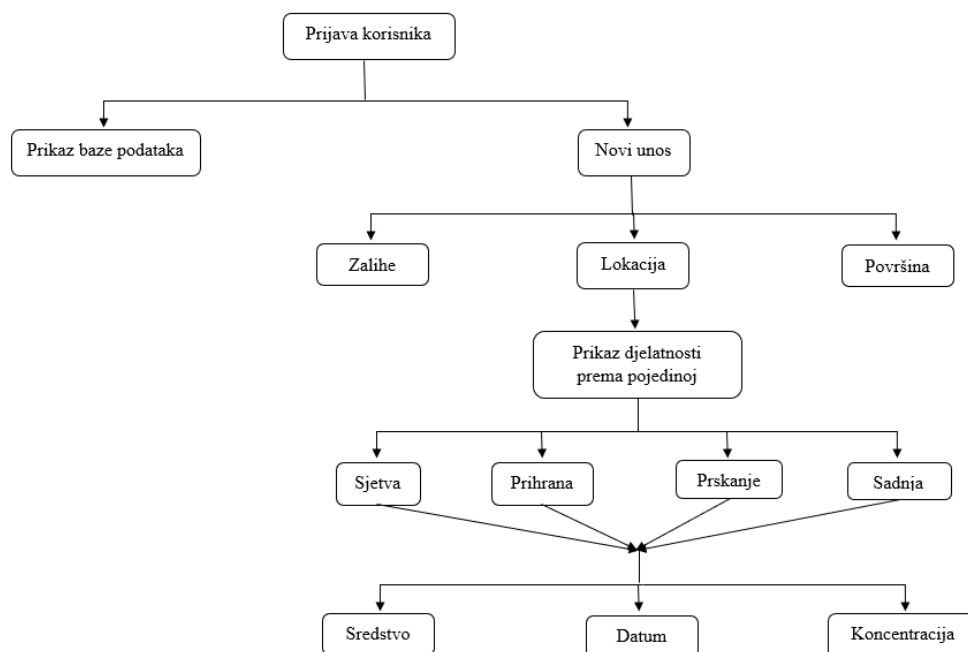 Prijava korisnika
Prikaz baze podataka
Novi unos
Zalihe
Lokacija
Površina
Prikaz djelatnosti
prema pojedinoj
Sjetva
Prihrana
Prskanje
Sadnja
Sredstvo
Datum
Koncentracija